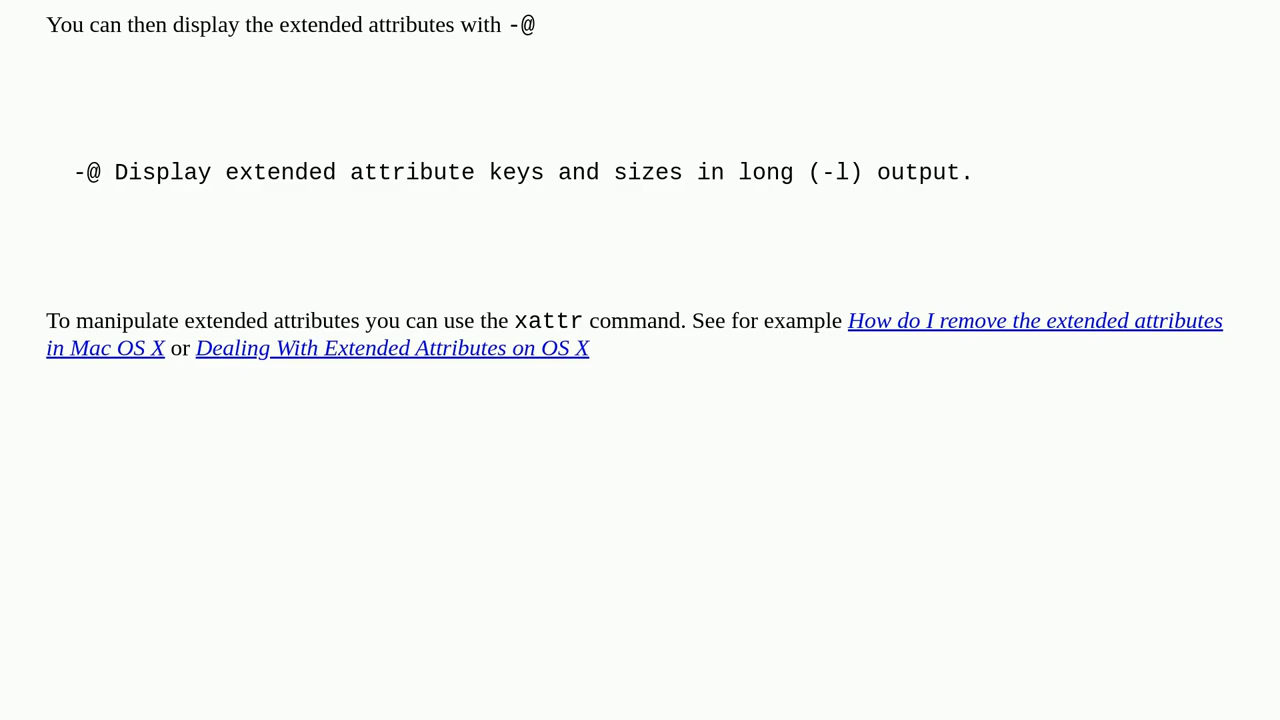 You can then display the extended attributes with -@
-@ Display extended attribute keys and sizes in long (-l) output.
To manipulate extended attributes you can use the xattr command. See for example How do I remove the extended attributes
in Mac OS X or Dealing With Extended Attributes on OS X